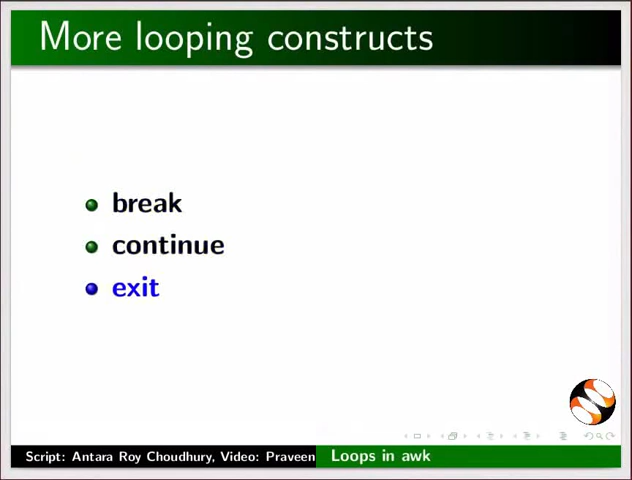 More looping constructs
break
continue
exit
Script: Antara Roy Choudhury, Video: Praveen
Loops in awk